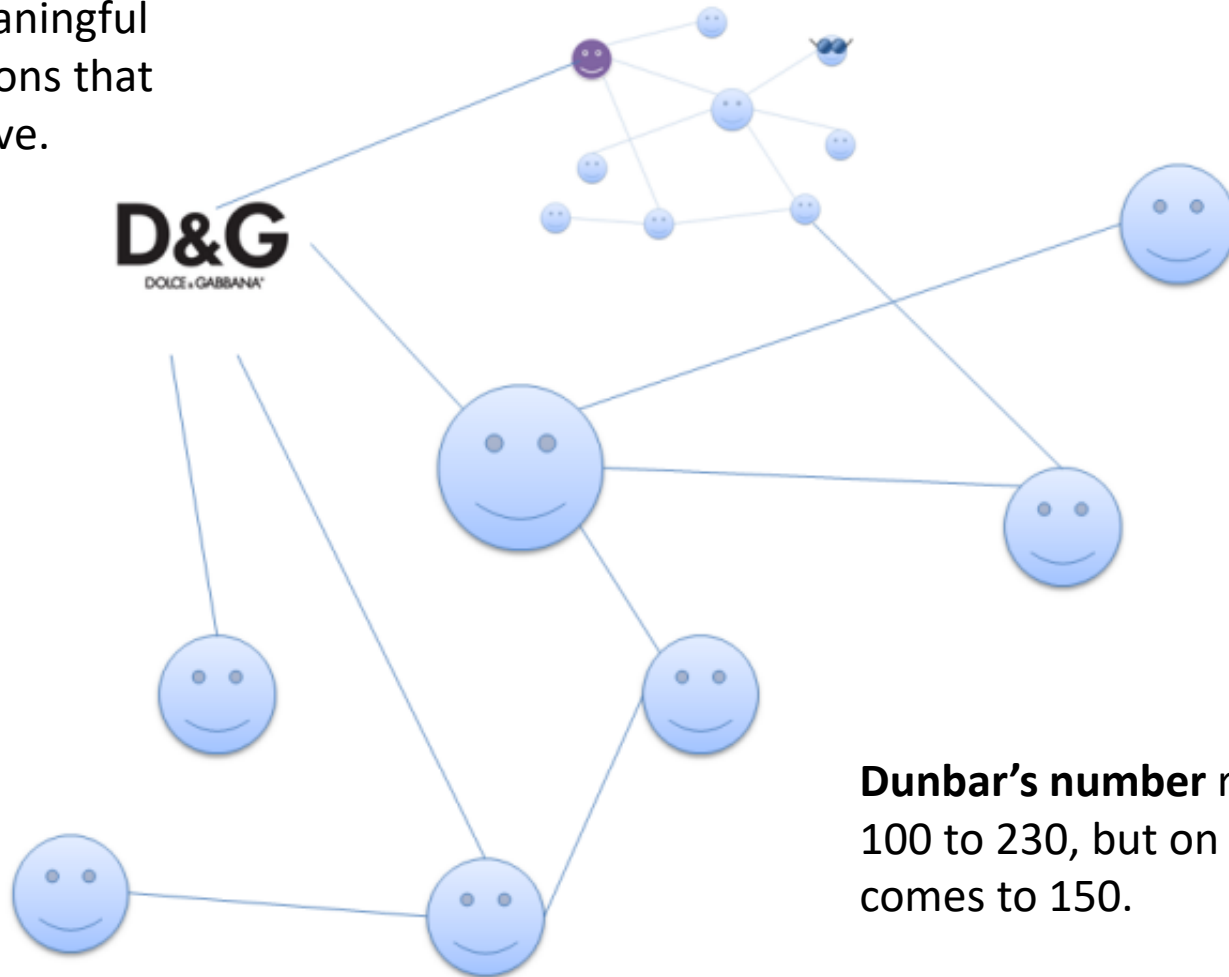 aningful
ons that
ve.
D&G
DOLCE & GABBANA
Dunbar’s number
100 to 230, but on
comes to 150.